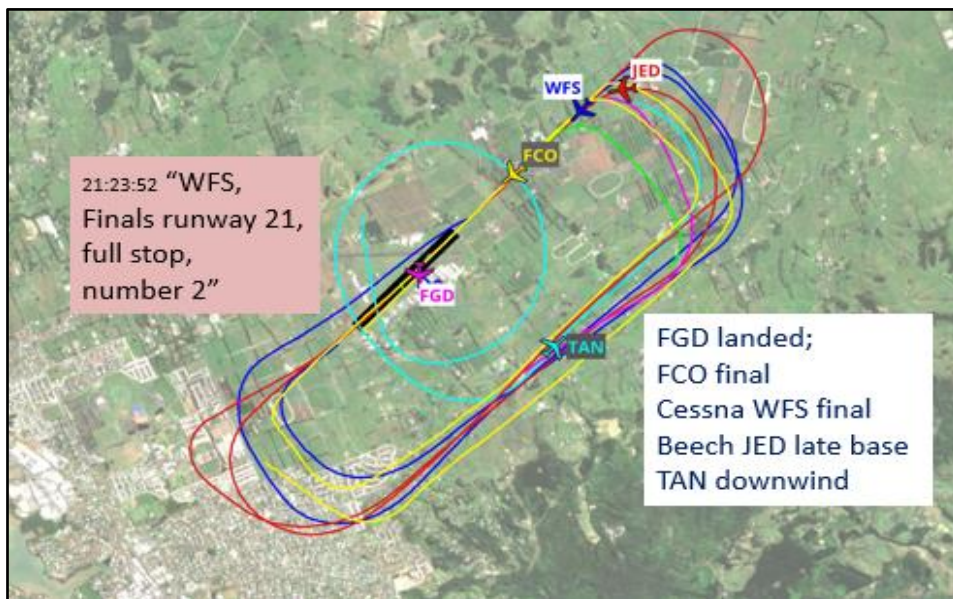 JED
WFS
FCO
21:23:52 “WFS,
Finals runway 21,
full stop,
number 2”
FGD
TAN
FGD landed;
FCO final
Cessna WFS final
Beech JED late base
TAN downwind